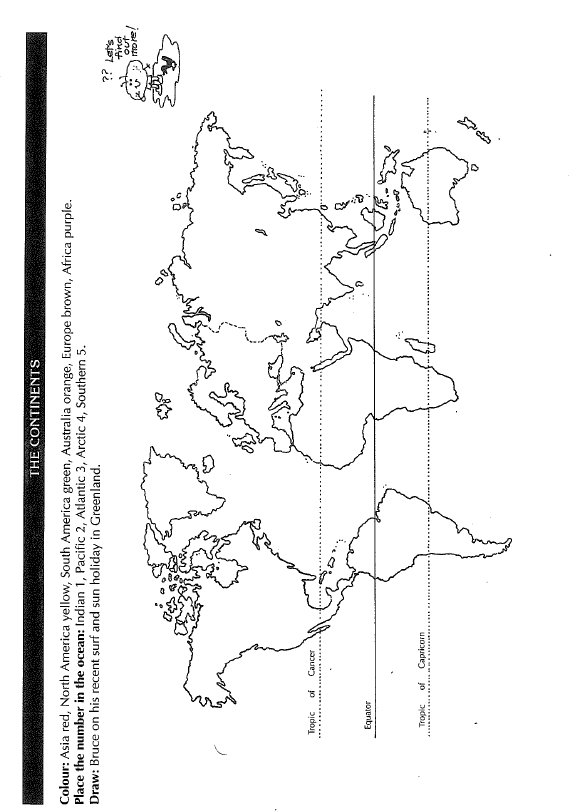 THE CONTINENTS
Colour: Asia red, North America yellow, South America green, Australia orange, Europe brown, Africa purple.
Place the number in the ocean: Indian 1, Pacific 2, Atlantic 3, Arctic 4, Southern 5.
Draw: Bruce on his recent surf and sun holiday in Greenland.
?? Let's
find
out
more!
Tropic of Cancer
Equator
Tropic of Capricorn